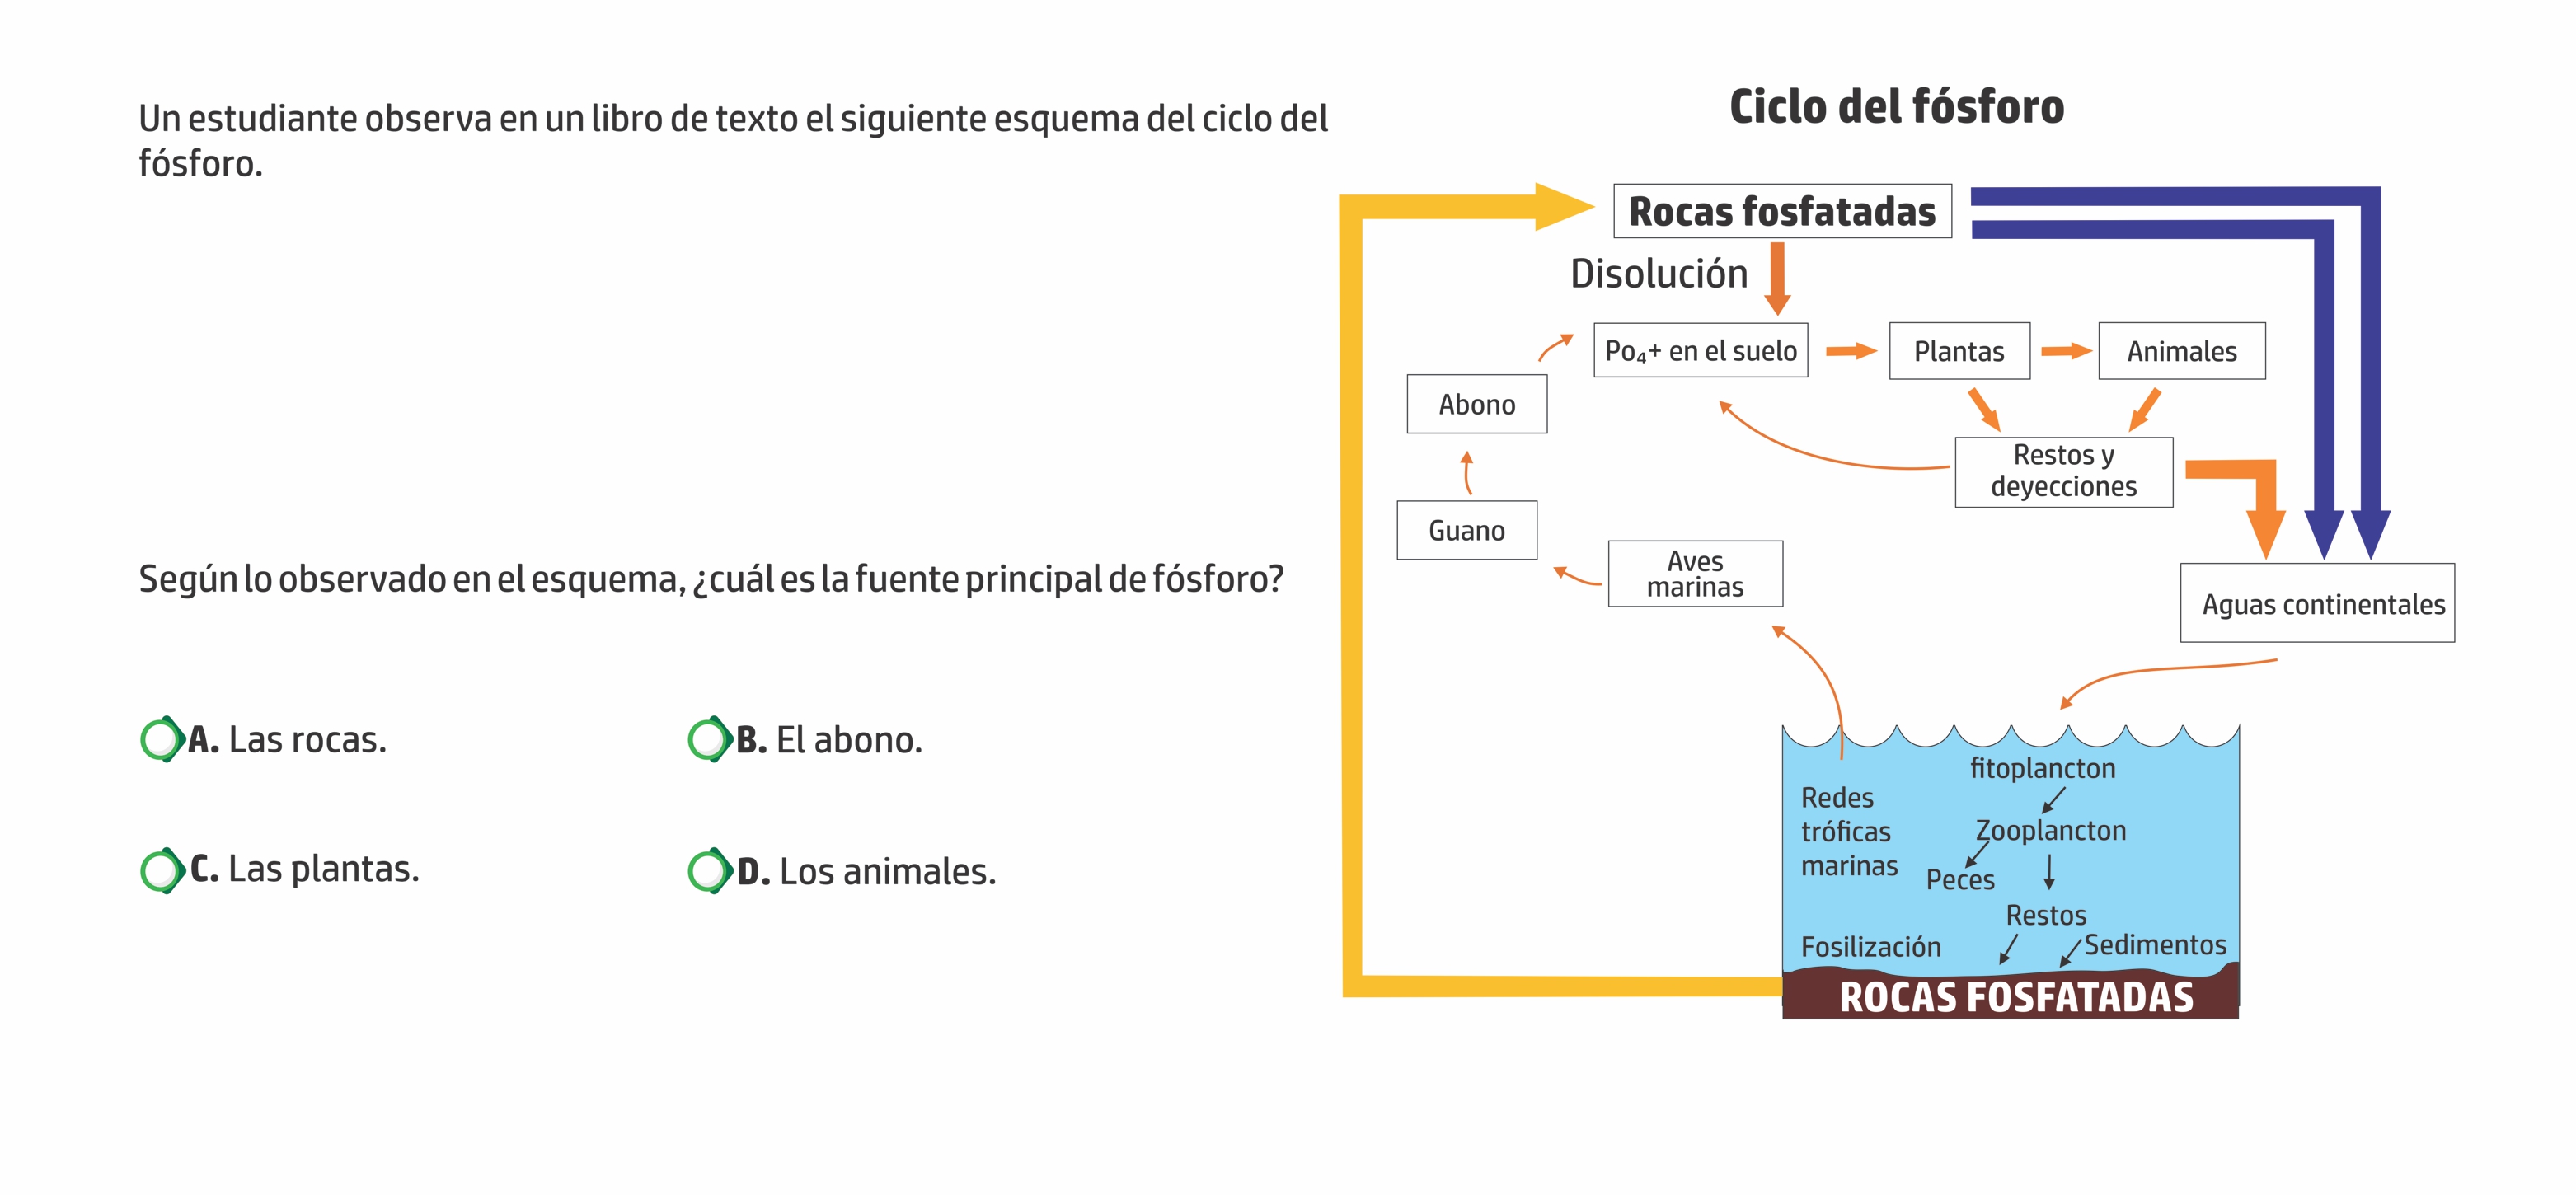 Un estudiante observa en un libro de texto el siguiente esquema del ciclo del
fósforo.
Según lo observado en el esquema, ¿cuál es la fuente principal de fósforo?
A. Las rocas.
B. El abono.
C. Las plantas.
D. Los animales.
Ciclo del fósforo
Rocas fosfatadas
Disolución
Po₄+ en el suelo
Plantas
Animales
Abono
Restos y
deyecciones
Guano
Aves
marinas
Aguas continentales
fitoplancton
Redes
tróficas
marinas
Zooplancton
Peces
Restos
Fosilización
Sedimentos
ROCAS FOSFATADAS